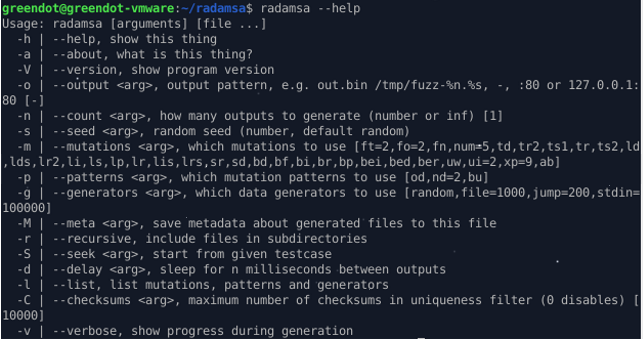 greendot@greendot-vmware:~/radamsa$ radamsa --help
Usage: radamsa [arguments] [file ...]
  -h | --help, show this thing
  -a | --about, what is this thing?
  -V | --version, show program version
  -o | --output <arg>, output pattern, e.g. out.bin /tmp/fuzz-%n.%s, -, :80 or 127.0.0.1:
80 [-]
  -n | --count <arg>, how many outputs to generate (number or inf) [1]
  -s | --seed <arg>, random seed (number, default random)
  -m | --mutations <arg>, which mutations to use [ft=2,fo=2,fn,num=5,td,tr2,ts1,tr,ts2,ld
,lds,lr2,li,ls,lp,lr,lis,lrs,sr,sd,bd,bf,bi,br,bp,bei,bed,ber,uw,ui=2,xp=9,ab]
  -p | --patterns <arg>, which mutation patterns to use [od,nd=2,bu]
  -g | --generators <arg>, which data generators to use [random,file=1000,jump=200,stdin=
100000]
  -M | --meta <arg>, save metadata about generated files to this file
  -r | --recursive, include files in subdirectories
  -S | --seek <arg>, start from given testcase
  -d | --delay <arg>, sleep for n milliseconds between outputs
  -l | --list, list mutations, patterns and generators
  -C | --checksums <arg>, maximum number of checksums in uniqueness filter (0 disables) [
10000]
  -v | --verbose, show progress during generation